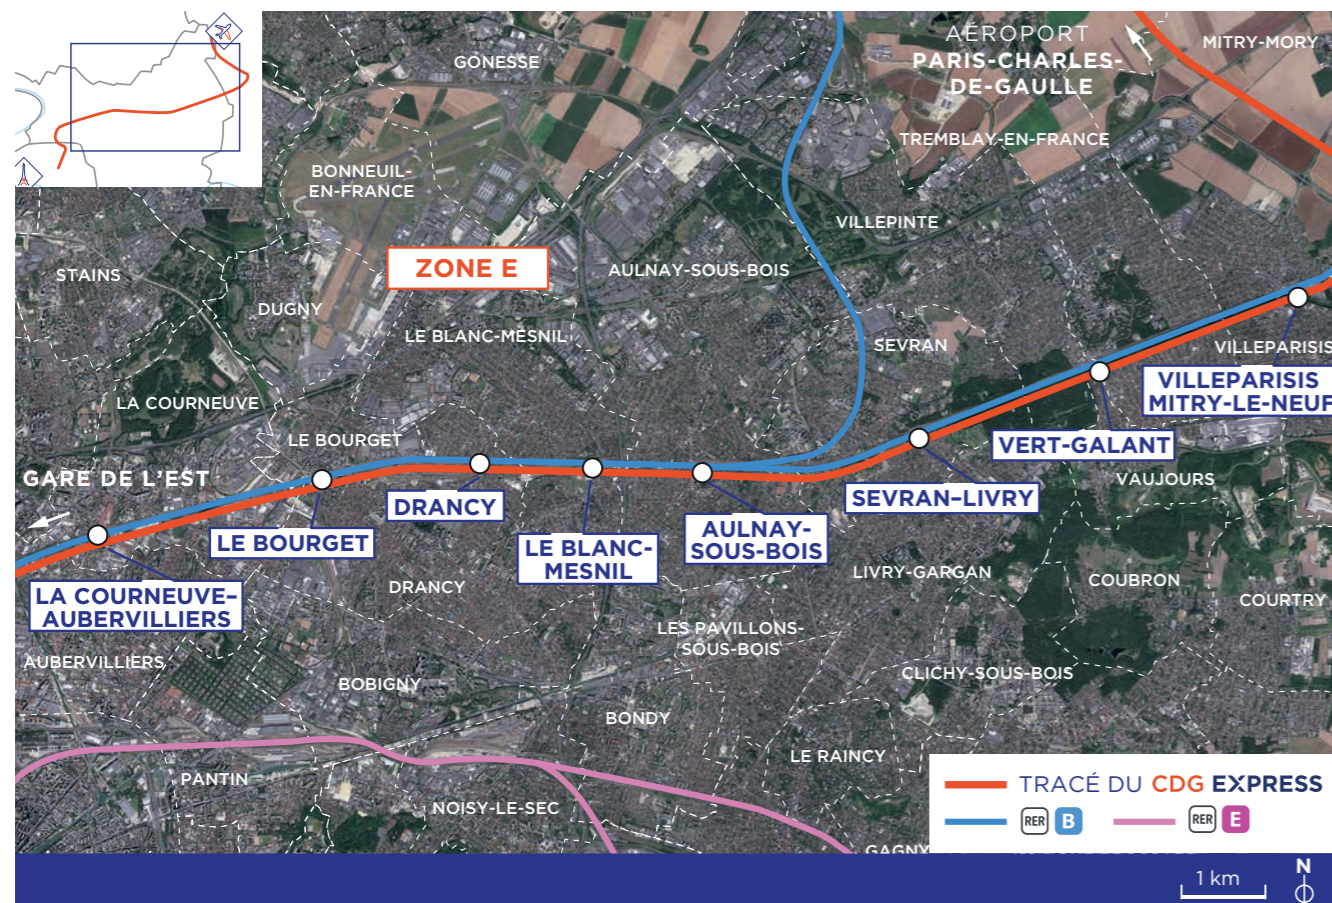 GONESSE
AÉROPORT
PARIS-CHARLES-
DE-GAULLE
MITRY-MORY
TREMBLAY-EN-FRANCE
BONNEUIL-
EN-FRANCE
VILLEPINTE
STAINS
ZONE E
AULNAY-SOUS-BOIS
DUGNY
LE BLANC-MESNIL
SEVRAN
VILLEPARISIS
VILLEPARISIS
MITRY-LE-NEUF
LA COURNEUVE
LE BOURGET
VERT-GALANT
GARE DE L'EST
VAUJOURS
DRANCY
SEVRAN–LIVRY
LE BOURGET
AULNAY-
SOUS-BOIS
LE BLANC-
MESNIL
LIVRY-GARGAN
COUBRON
DRANCY
COURTRY
LA COURNEUVE–
AUBERVILLIERS
LES PAVILLONS-
SOUS-BOIS
AUBERVILLIERS
CLICHY-SOUS-BOIS
BOBIGNY
BONDY
LE RAINCY
PANTIN
NOISY-LE-SEC
TRACÉ DU CDG EXPRESS
RER B RER E
GAGNY
1 km
N